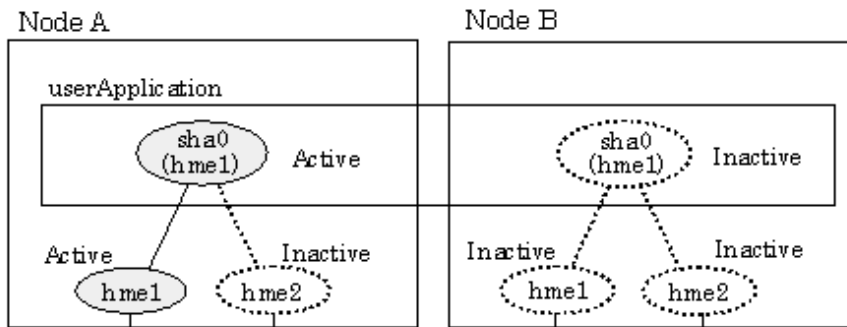 Node A
Node B
userApplication
sha0
(hme1)
Active
sha0
(hme1)
Inactive
Active
Inactive
Inactive
Inactive
hme1
hme2
hme1
hme2